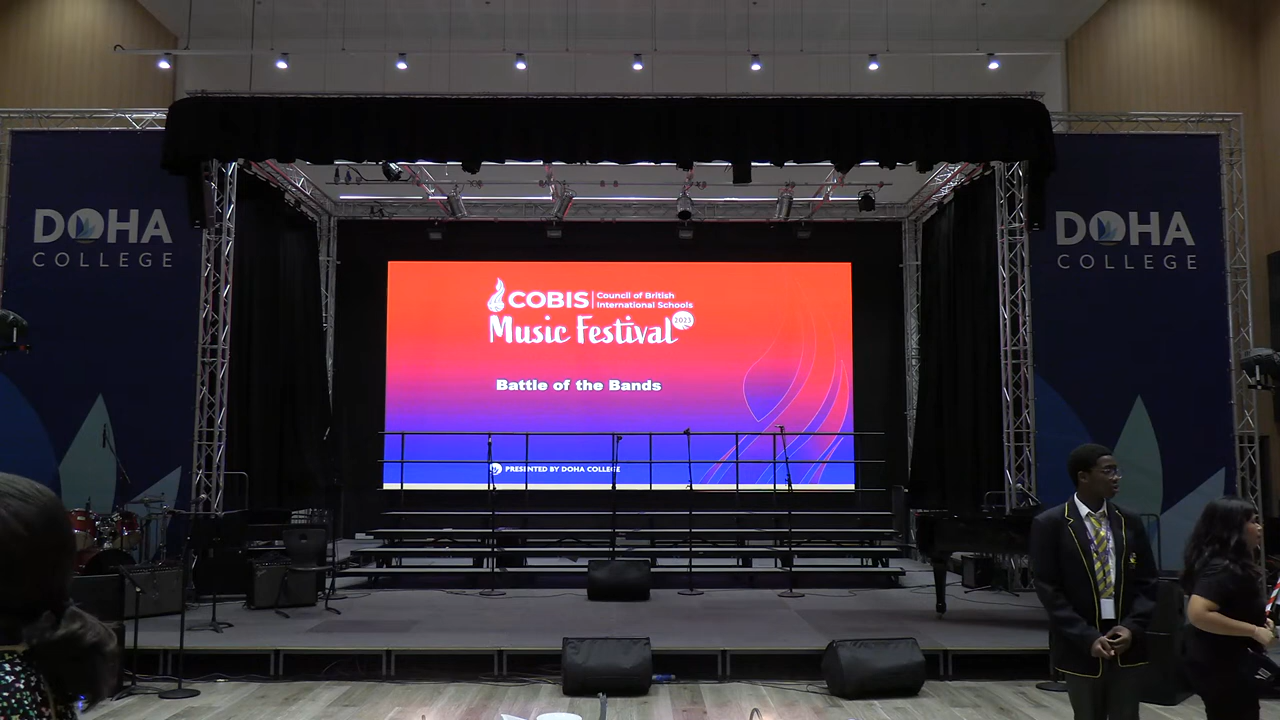 DOHA
COLLEGE
COBIS
Council of British
International Schools
Music Festival
2023
Battle of the Bands
PRESENTED BY DOHA COLLEGE
DOHA
COLLEGE